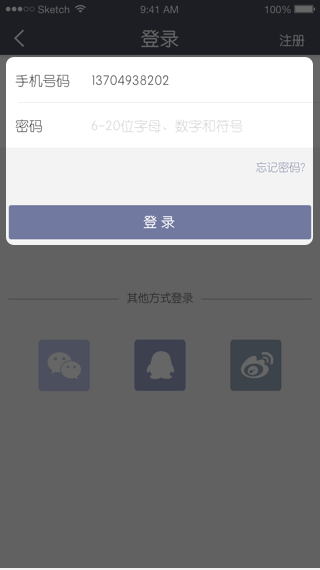 Sketch 9:41 AM 100%
登录 注册
手机号码 13704938202
密码 6-20位字母、数字和符号
忘记密码?
登 录
其他方式登录